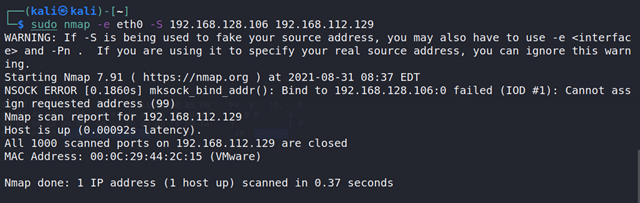 ┌──(kali㉿kali)-[~]
└─$ sudo nmap -e eth0 -S 192.168.128.106 192.168.112.129
WARNING: If -S is being used to fake your source address, you may also have to use -e <interfac
e> and -Pn .  If you are using it to specify your real source address, you can ignore this warn
ing.
Starting Nmap 7.91 ( https://nmap.org ) at 2021-08-31 08:37 EDT
NSOCK ERROR [0.1860s] mksock_bind_addr(): Bind to 192.168.128.106:0 failed (IOD #1): Cannot ass
ign requested address (99)
Nmap scan report for 192.168.112.129
Host is up (0.00092s latency).
All 1000 scanned ports on 192.168.112.129 are closed
MAC Address: 00:0C:29:44:2C:15 (VMware)

Nmap done: 1 IP address (1 host up) scanned in 0.37 seconds